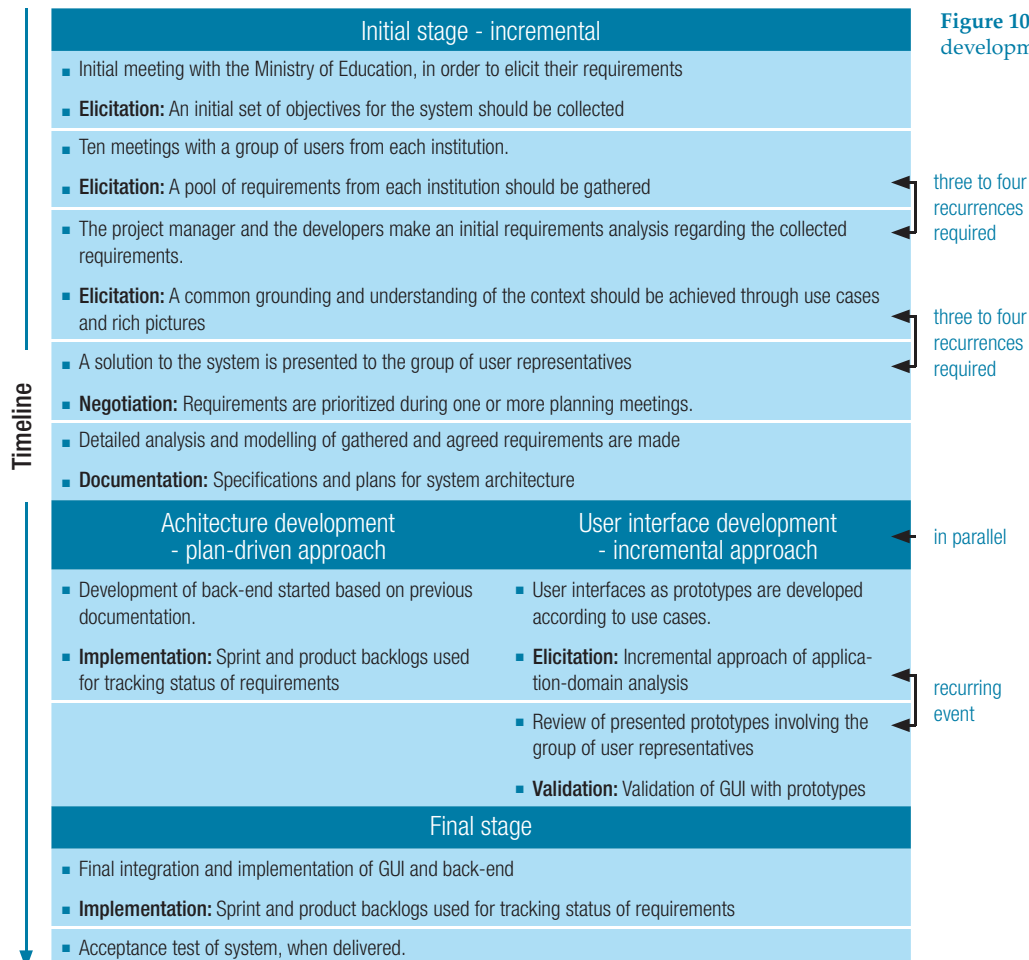 Initial stage - incremental
Figure 10
developm
Initial meeting with the Ministry of Education, in order to elicit their requirements
Elicitation: An initial set of objectives for the system should be collected
Ten meetings with a group of users from each institution.
Elicitation: A pool of requirements from each institution should be gathered
three to four
recurrences
required
The project manager and the developers make an initial requirements analysis regarding the collected
requirements.
Elicitation: A common grounding and understanding of the context should be achieved through use cases
and rich pictures
three to four
recurrences
required
A solution to the system is presented to the group of user representatives
Negotiation: Requirements are prioritized during one or more planning meetings.
Timeline
Detailed analysis and modelling of gathered and agreed requirements are made
Documentation: Specifications and plans for system architecture
Achitecture development
- plan-driven approach
User interface development
- incremental approach
in parallel
Development of back-end started based on previous
documentation.
Implementation: Sprint and product backlogs used
for tracking status of requirements
User interfaces as prototypes are developed
according to use cases.
Elicitation: Incremental approach of applica-
tion-domain analysis
recurring
event
Review of presented prototypes involving the
group of user representatives
Validation: Validation of GUI with prototypes
Final stage
Final integration and implementation of GUI and back-end
Implementation: Sprint and product backlogs used for tracking status of requirements
Acceptance test of system, when delivered.